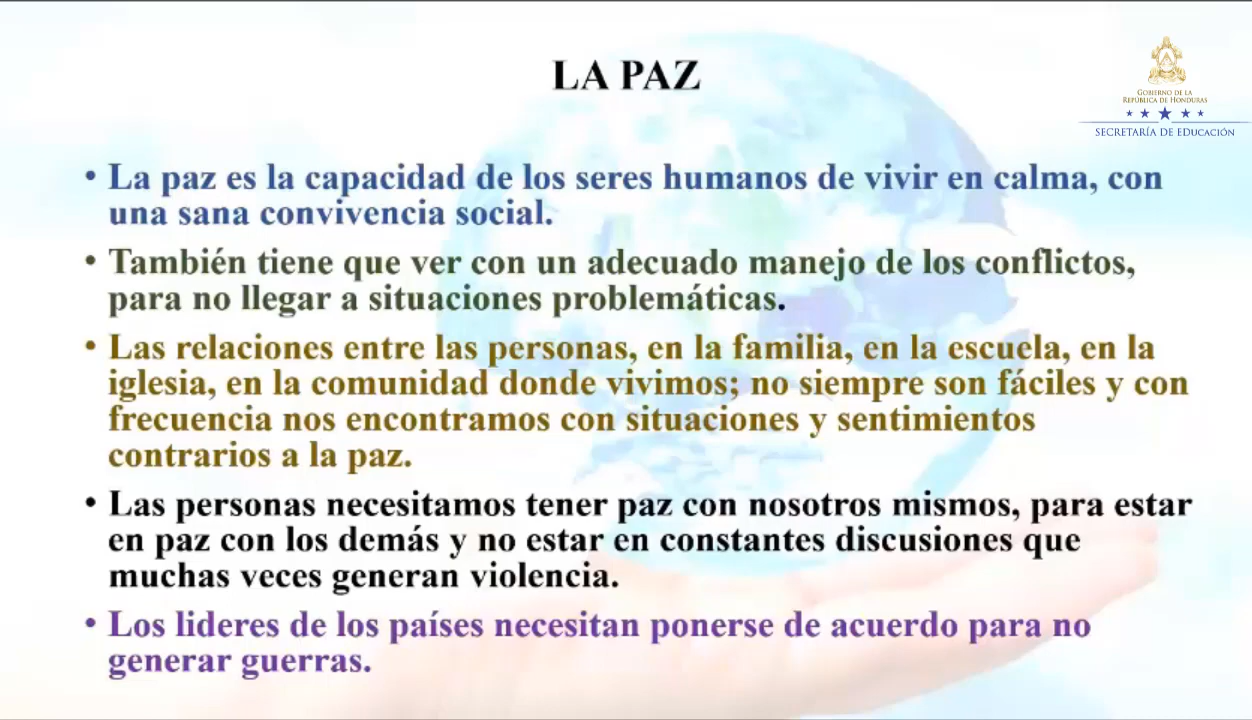 LA PAZ
GOBIERNO DE LA
REPÚBLICA DE HONDURAS
SECRETARÍA DE EDUCACIÓN
• La paz es la capacidad de los seres humanos de vivir en calma, con
una sana convivencia social.
• También tiene que ver con un adecuado manejo de los conflictos,
para no llegar a situaciones problemáticas.
• Las relaciones entre las personas, en la familia, en la escuela, en la
iglesia, en la comunidad donde vivimos; no siempre son fáciles y con
frecuencia nos encontramos con situaciones y sentimientos
contrarios a la paz.
• Las personas necesitamos tener paz con nosotros mismos, para estar
en paz con los demás y no estar en constantes discusiones que
muchas veces generan violencia.
• Los lideres de los países necesitan ponerse de acuerdo para no
generar guerras.